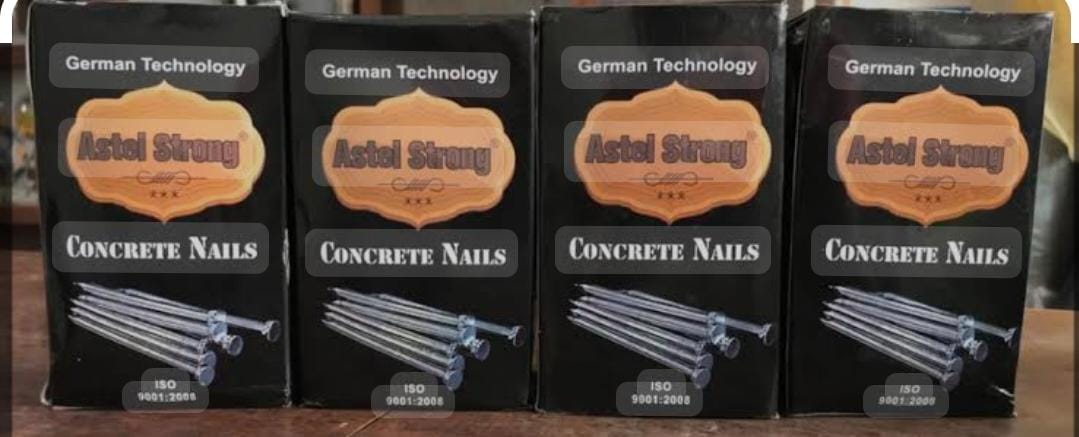 German Technology
Astel Strong®
CONCRETE NAILS
ISO
9001:2008
German Technology
Astel Strong®
CONCRETE NAILS
ISO
9001:2008
German Technology
Astel Strong®
CONCRETE NAILS
ISO
9001:2008
German Technology
Astel Strong®
CONCRETE NAILS
ISO
9001:2008